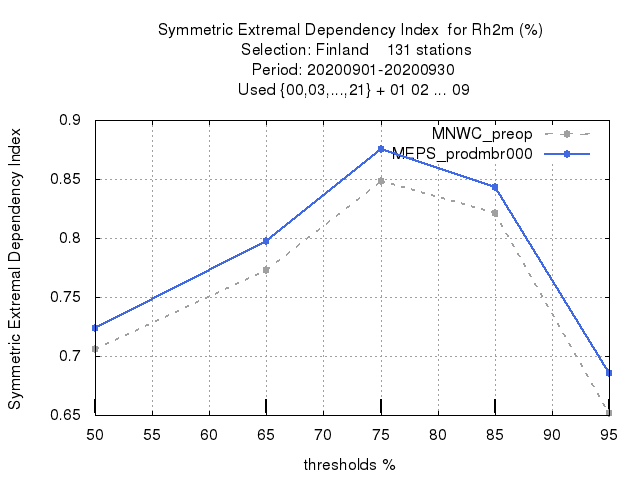 Symmetric Extremal Dependency Index  for Rh2m (%)
Selection: Finland    131 stations
Period: 20200901-20200930
Used {00,03,...,21} + 01 02 ... 09
Symmetric Extremal Dependency Index
0.9
0.85
0.8
0.75
0.7
0.65
MNWC_preop
MEPS_prodmbr000
50 55 60 65 70 75 80 85 90 95
thresholds %